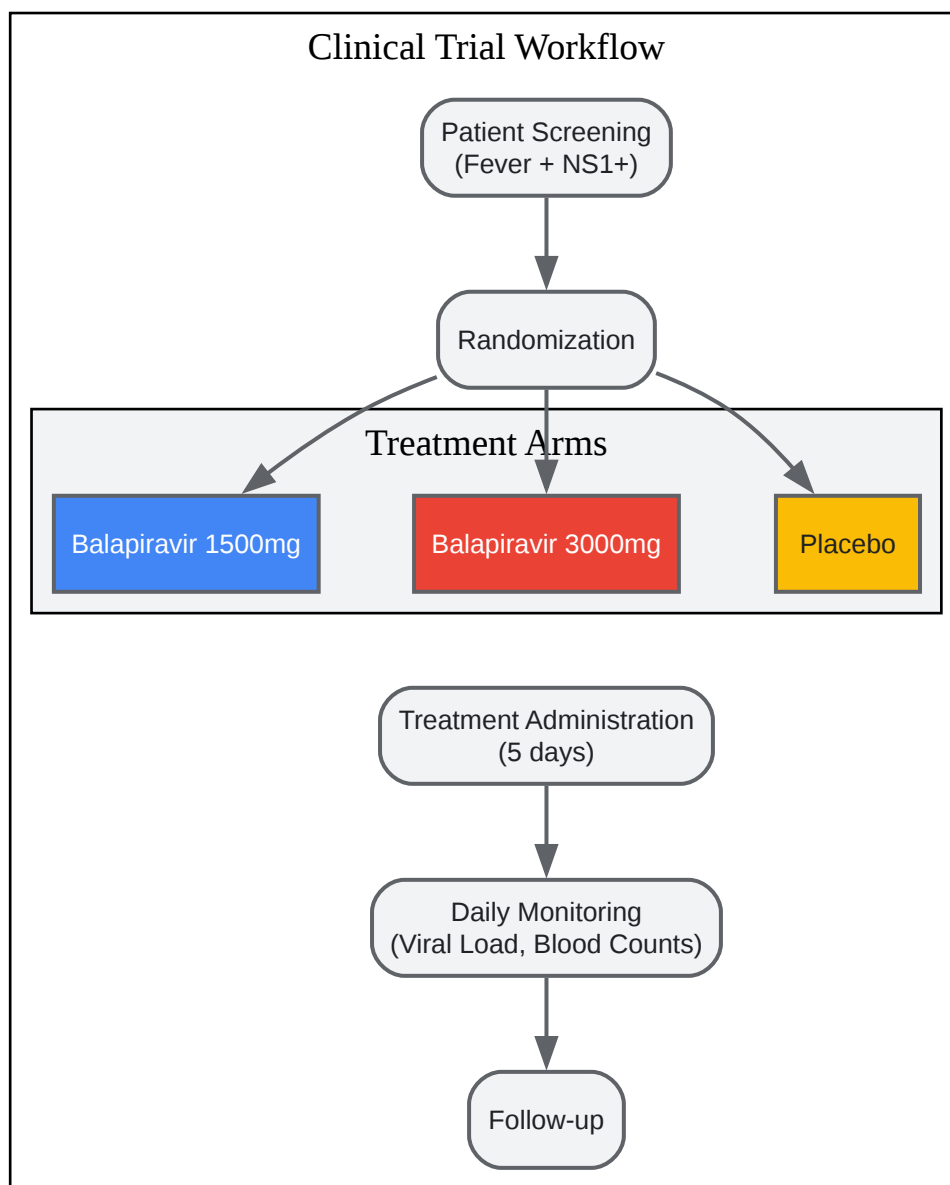 Clinical Trial Workflow
Patient Screening
(Fever + NS1+)
Randomization
Treatment Arms
Balapiravir 1500mg
Balapiravir 3000mg
Placebo
Treatment Administration
(5 days)
Daily Monitoring
(Viral Load, Blood Counts)
Follow-up